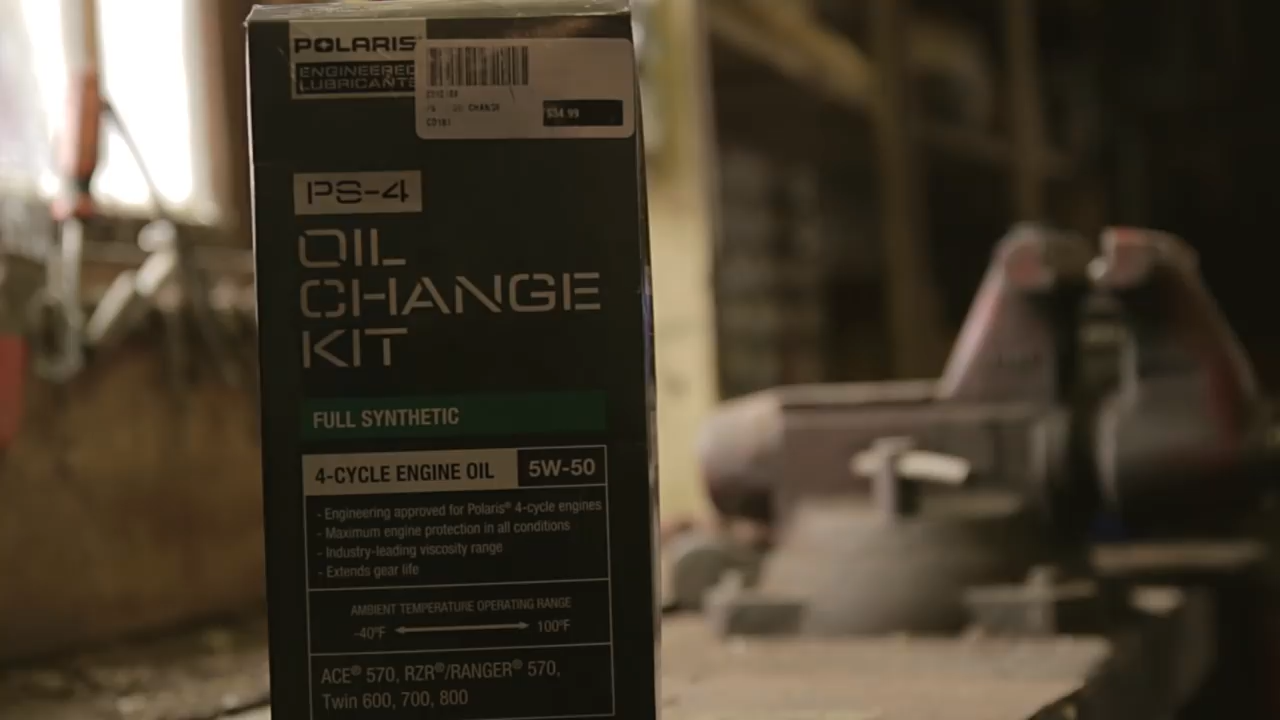 POLARIS
ENGINEERED
LUBRICANTS
CHANGE
$54.99
PS-4
OIL
CHANGE
KIT
FULL SYNTHETIC
4-CYCLE ENGINE OIL 5W-50
- Engineering approved for Polaris® 4-cycle engines
- Maximum engine protection in all conditions
- Industry-leading viscosity range
- Extends gear life
AMBIENT TEMPERATURE OPERATING RANGE
-40°F 100°F
ACE® 570, RZR®/RANGER® 570,
Twin 600, 700, 800